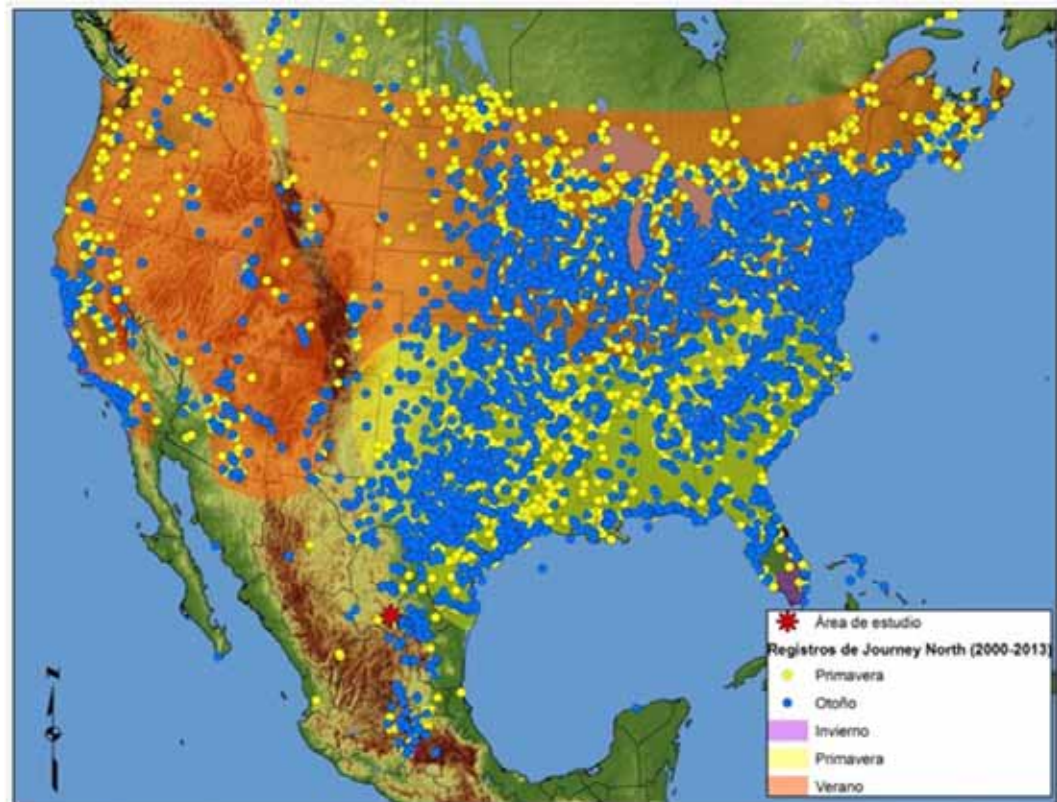 Área de estudio
Registros de Journey North (2000-2013)
Primavera
Otoño
Invierno
Primavera
Verano
N